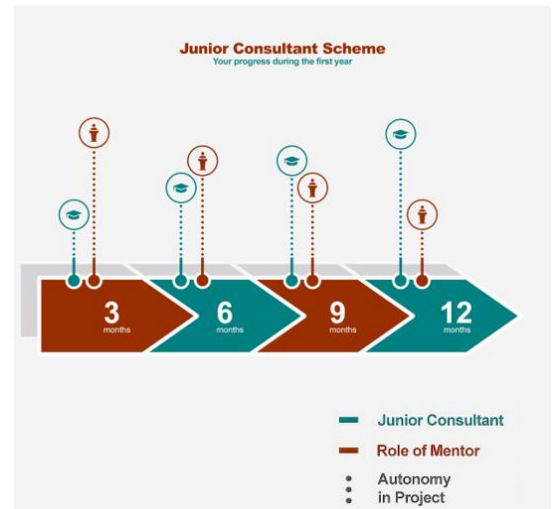 Junior Consultant Scheme
Your progress during the first year
3
months
6
months
9
months
12
months
Junior Consultant
Role of Mentor
Autonomy
in Project